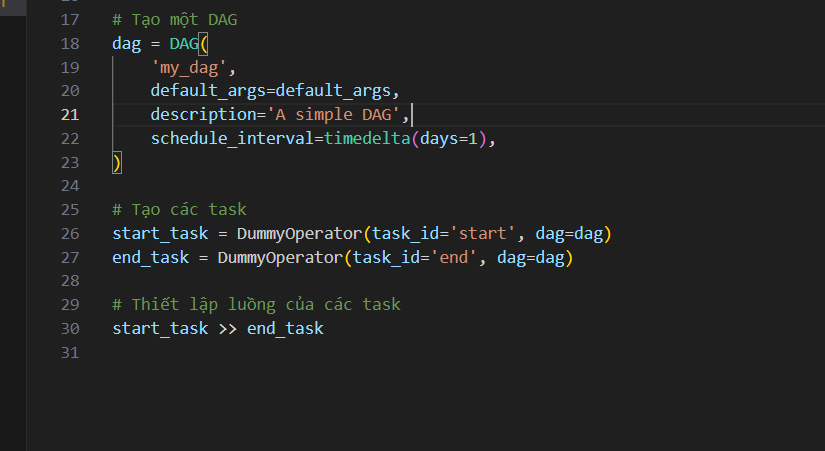 17 # Tạo một DAG
18 dag = DAG(
19 'my_dag',
20 default_args=default_args,
21 description='A simple DAG',
22 schedule_interval=timedelta(days=1),
23 )
24
25 # Tạo các task
26 start_task = DummyOperator(task_id='start', dag=dag)
27 end_task = DummyOperator(task_id='end', dag=dag)
28
29 # Thiết lập luồng của các task
30 start_task >> end_task
31